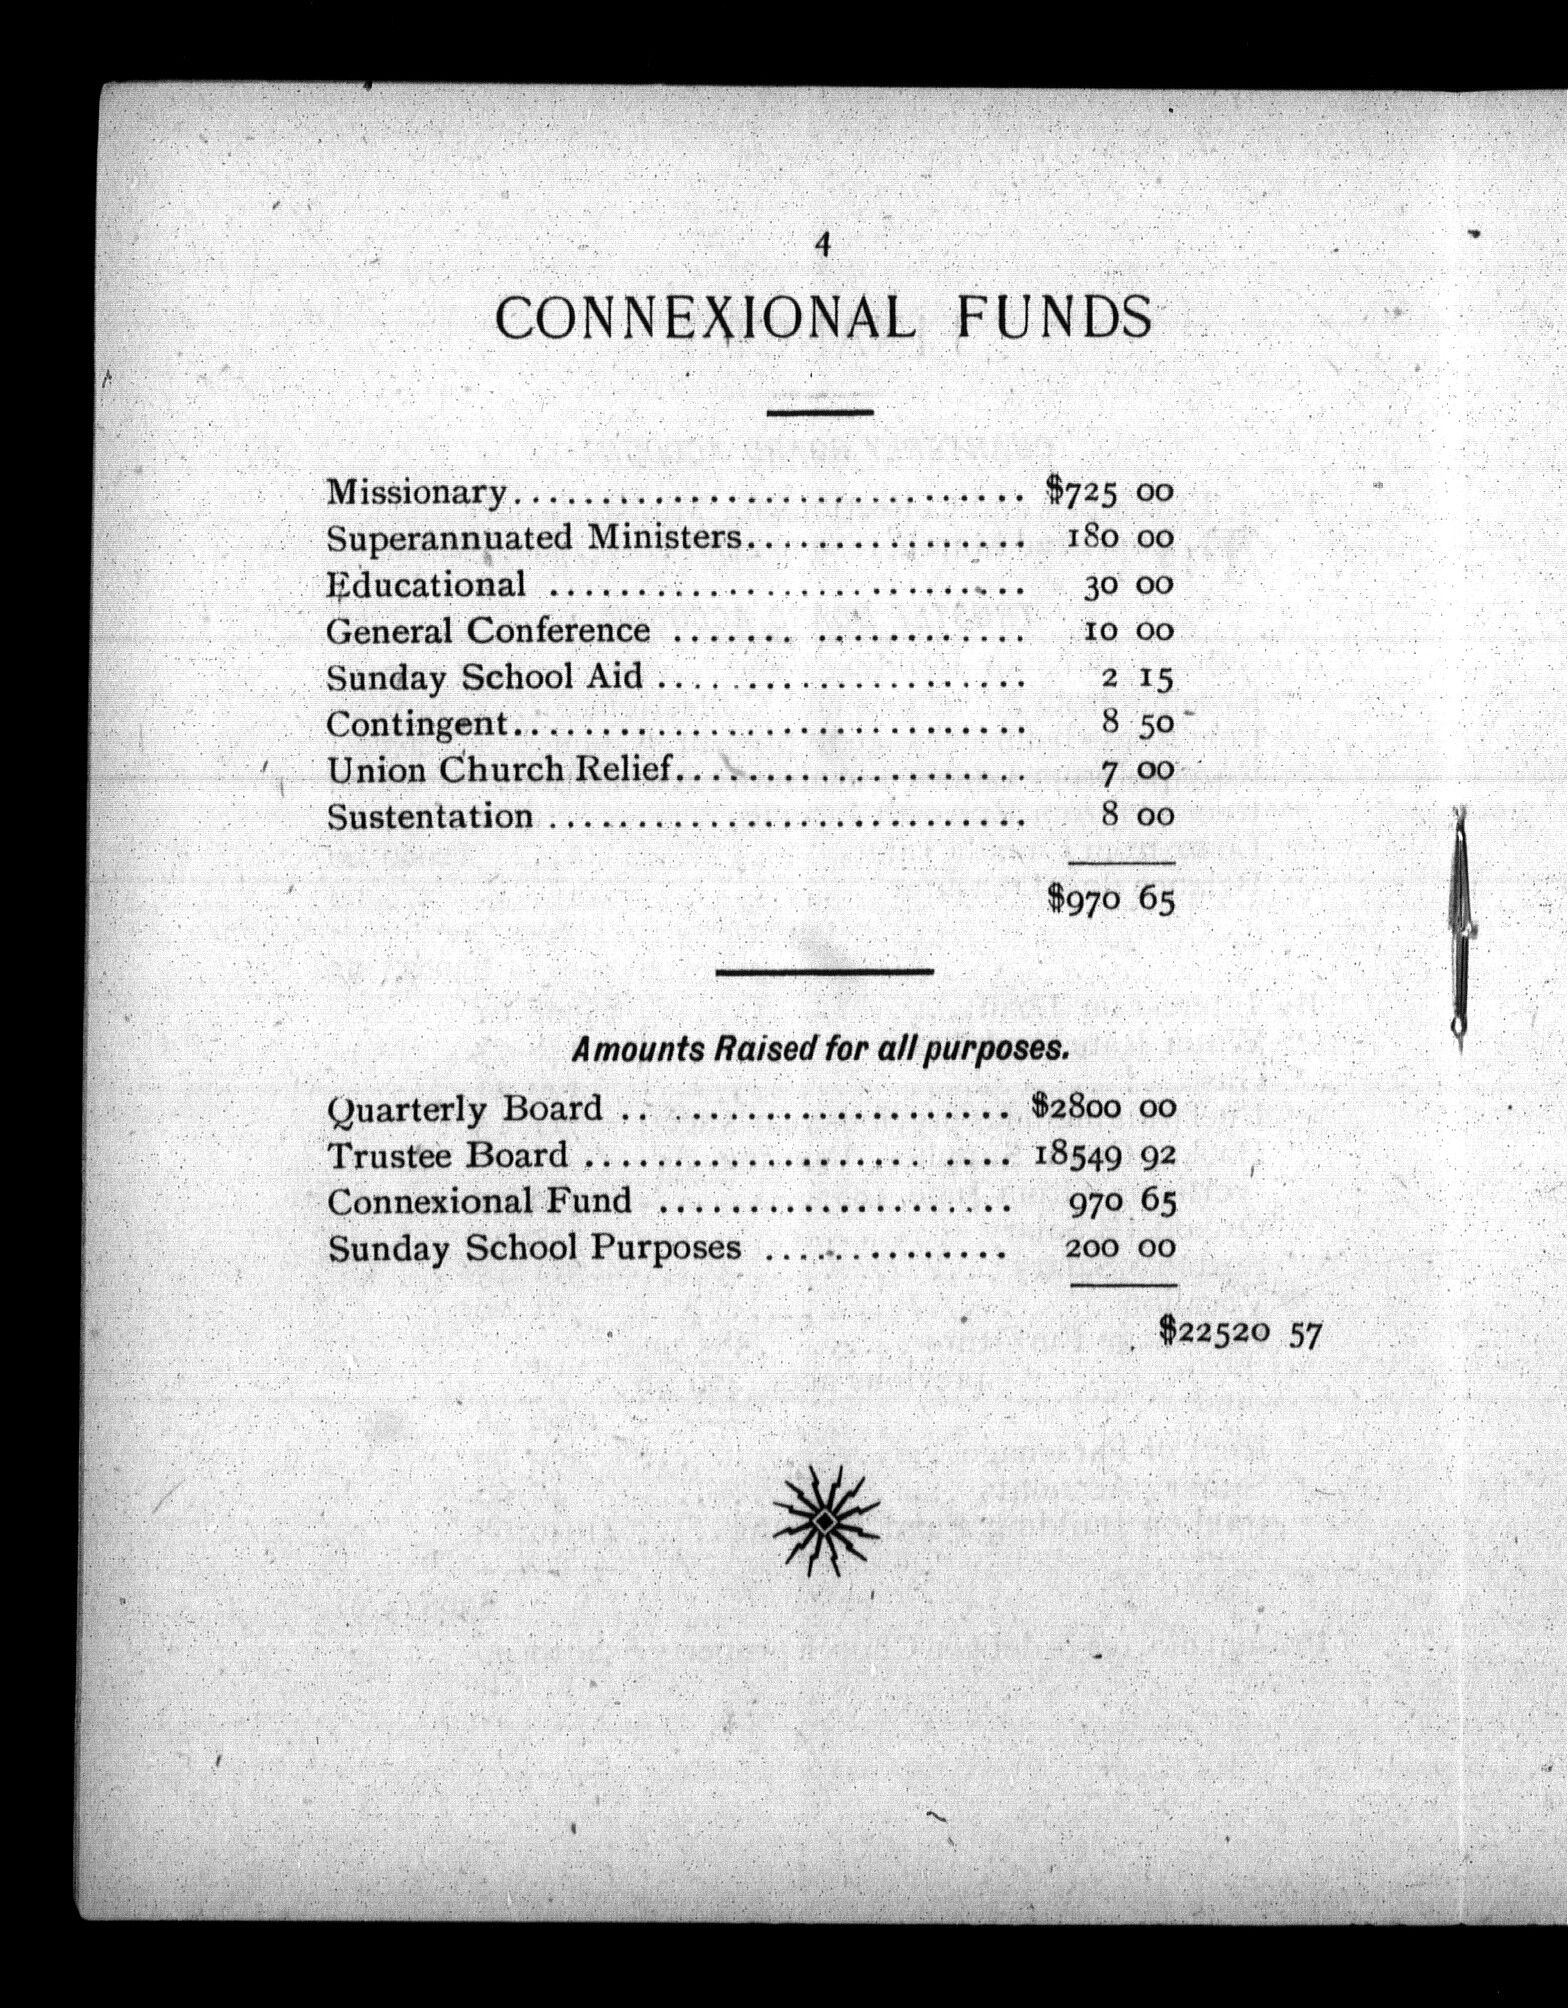 4
CONNEXIONAL FUNDS
Missionary............................ $725 00
Superannuated Ministers................ 180 00
Educational ........................... 30 00
General Conference ....... ............ 10 00
Sunday School Aid ..................... 2 15
Contingent............................. 8 50
Union Church Relief.................... 7 00
Sustentation ........................... 8 00
$970 65
Amounts Raised for all purposes.
Quarterly Board .. ................... $2800 00
Trustee Board ................... .... 18549 92
Connexional Fund .................... 970 65
Sunday School Purposes .............. 200 00
$22520 57